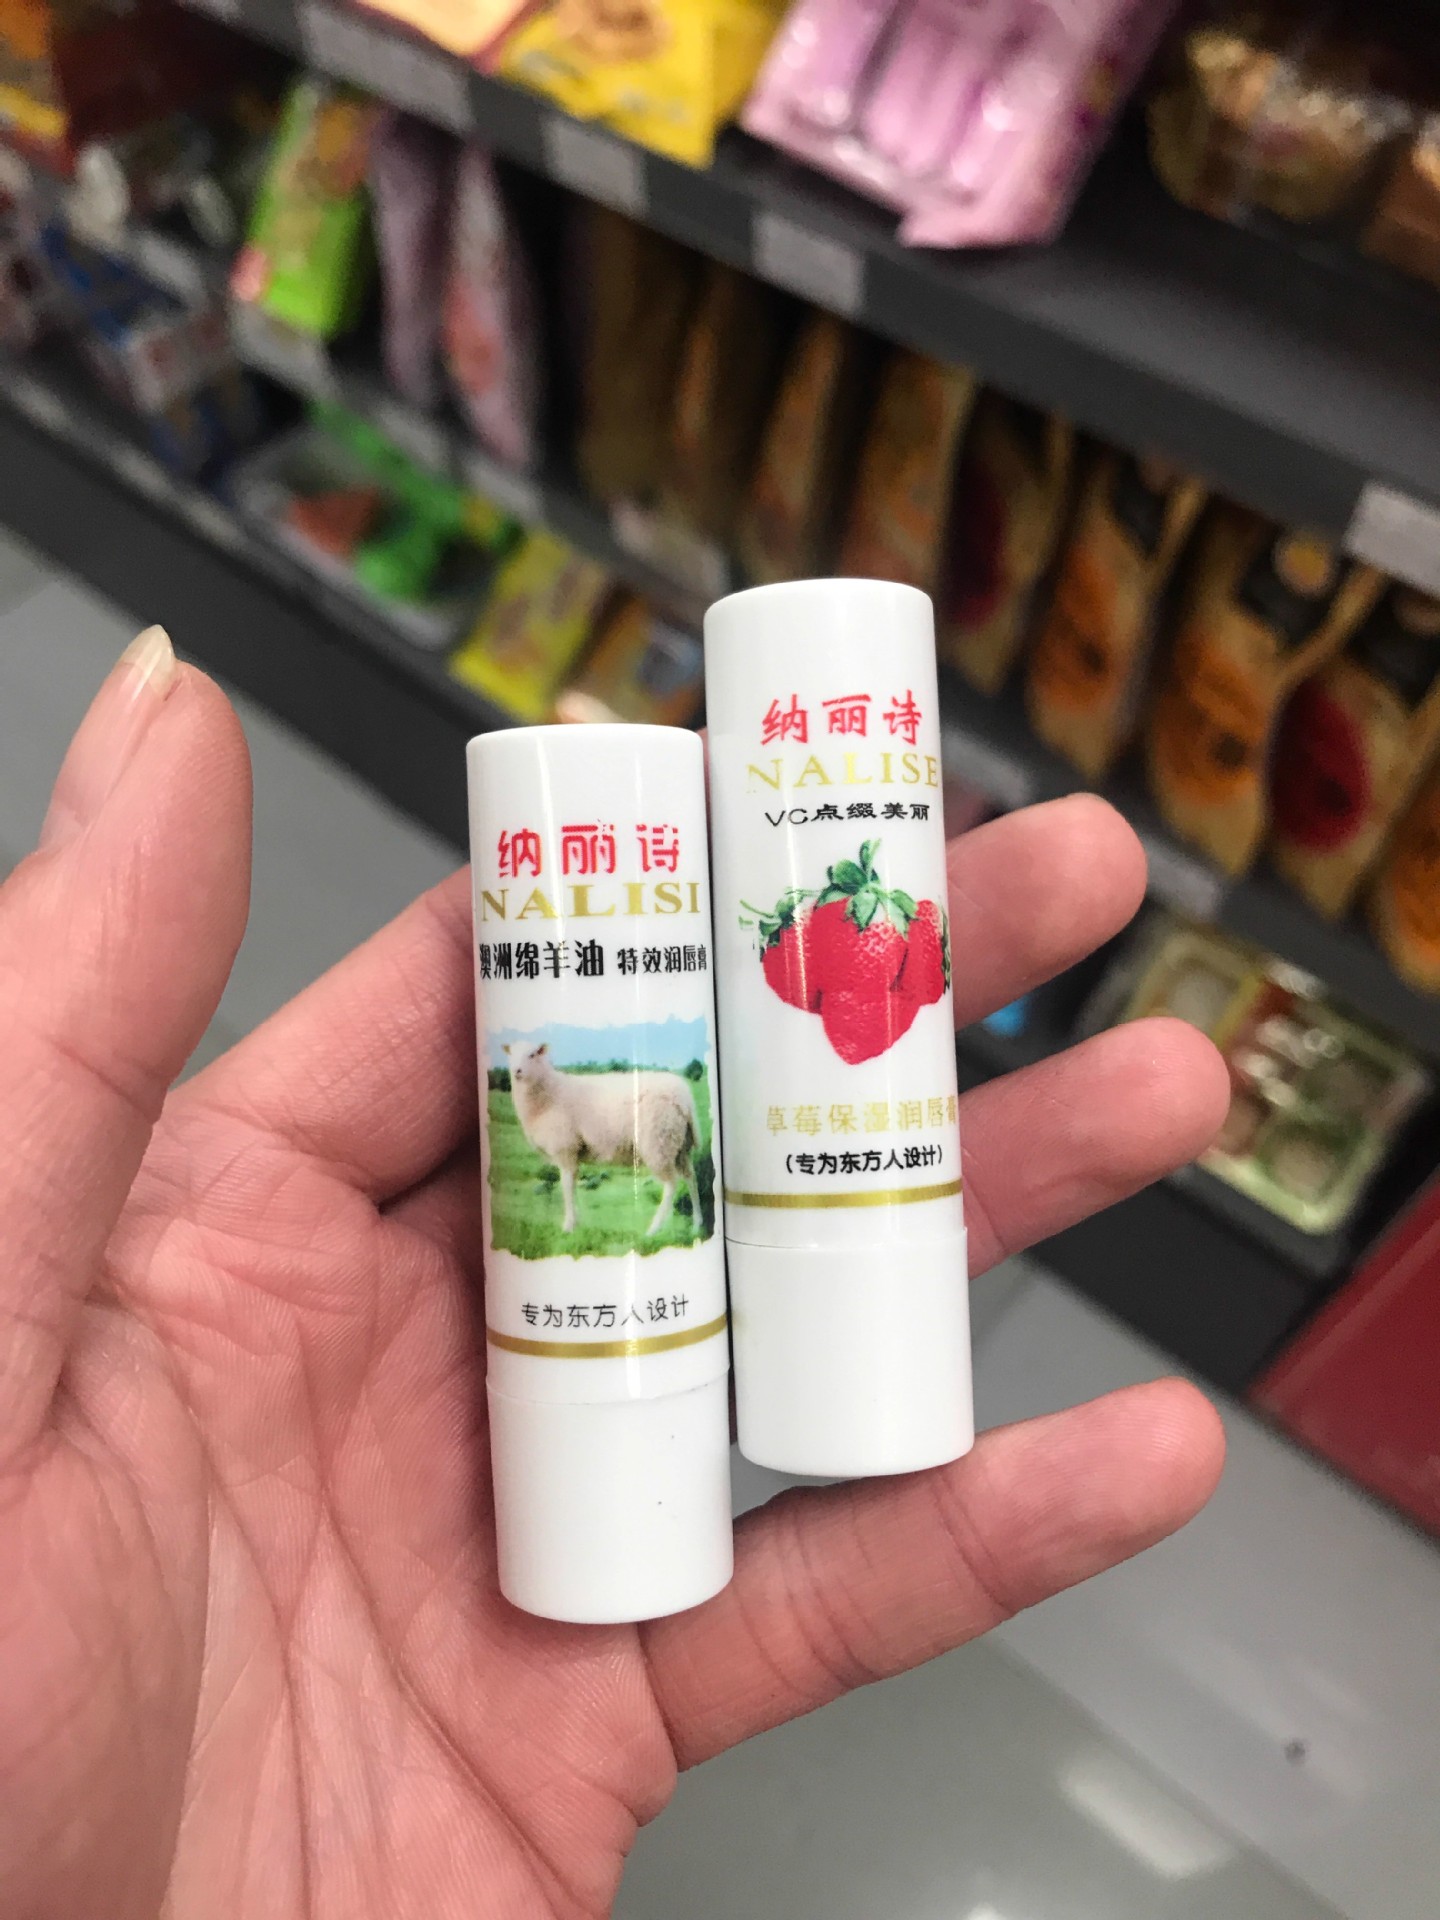 纳丽诗
NALISI
澳洲绵羊油 特效润唇膏
专为东方人设计
纳丽诗
NALISE
VC点缀美丽
草莓保湿润唇膏
(专为东方人设计)